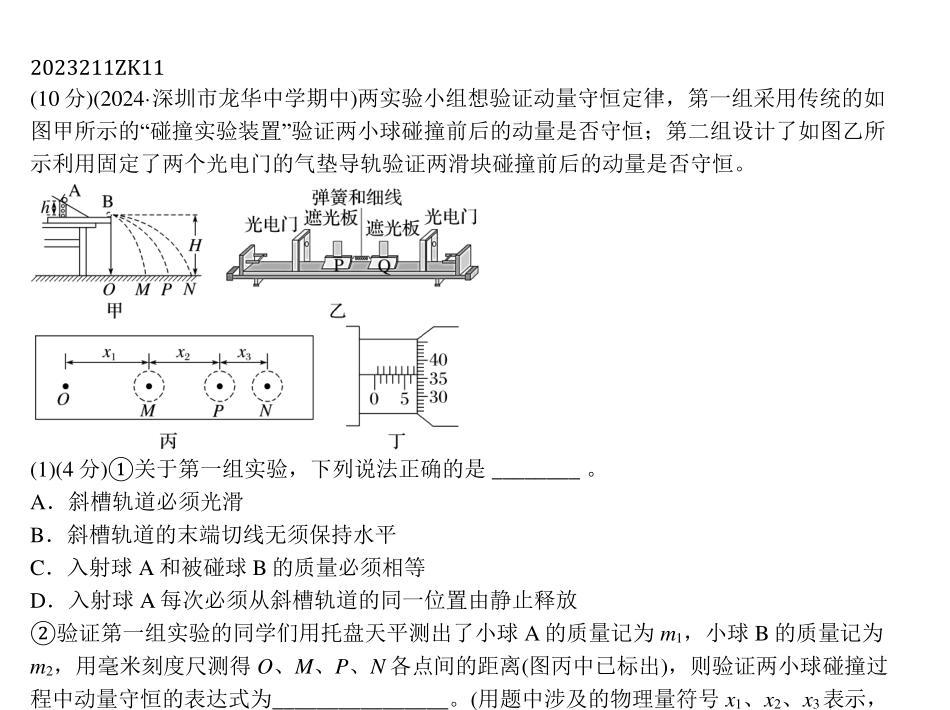 2023211ZK11
(10 分)(2024·深圳市龙华中学期中)两实验小组想验证动量守恒定律，第一组采用传统的如
图甲所示的“碰撞实验装置”验证两小球碰撞前后的动量是否守恒；第二组设计了如图乙所
示利用固定了两个光电门的气垫导轨验证两滑块碰撞前后的动量是否守恒。
A
B
h
H
O M P N
甲
弹簧和细线
光电门 遮光板 遮光板 光电门
P Q
乙
x₁ x₂ x₃
O M P N
丙
40
35
30
0 5
丁
(1)(4 分)①关于第一组实验，下列说法正确的是 ________ 。
A．斜槽轨道必须光滑
B．斜槽轨道的末端切线无须保持水平
C．入射球 A 和被碰球 B 的质量必须相等
D．入射球 A 每次必须从斜槽轨道的同一位置由静止释放
②验证第一组实验的同学们用托盘天平测出了小球 A 的质量记为 m₁，小球 B 的质量记为
m₂，用毫米刻度尺测得 O、M、P、N 各点间的距离(图丙中已标出)，则验证两小球碰撞过
程中动量守恒的表达式为________________。(用题中涉及的物理量符号 x₁、x₂、x₃ 表示，